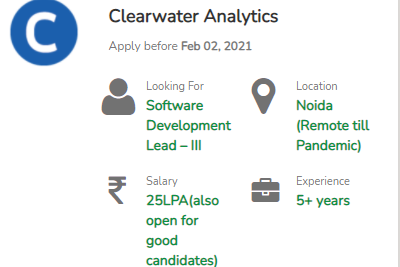 C
Clearwater Analytics
Apply before Feb 02, 2021
Looking For
Software
Development
Lead – III
Location
Noida
(Remote till
Pandemic)
₹
Salary
25LPA(also
open for
good
candidates)
Experience
5+ years